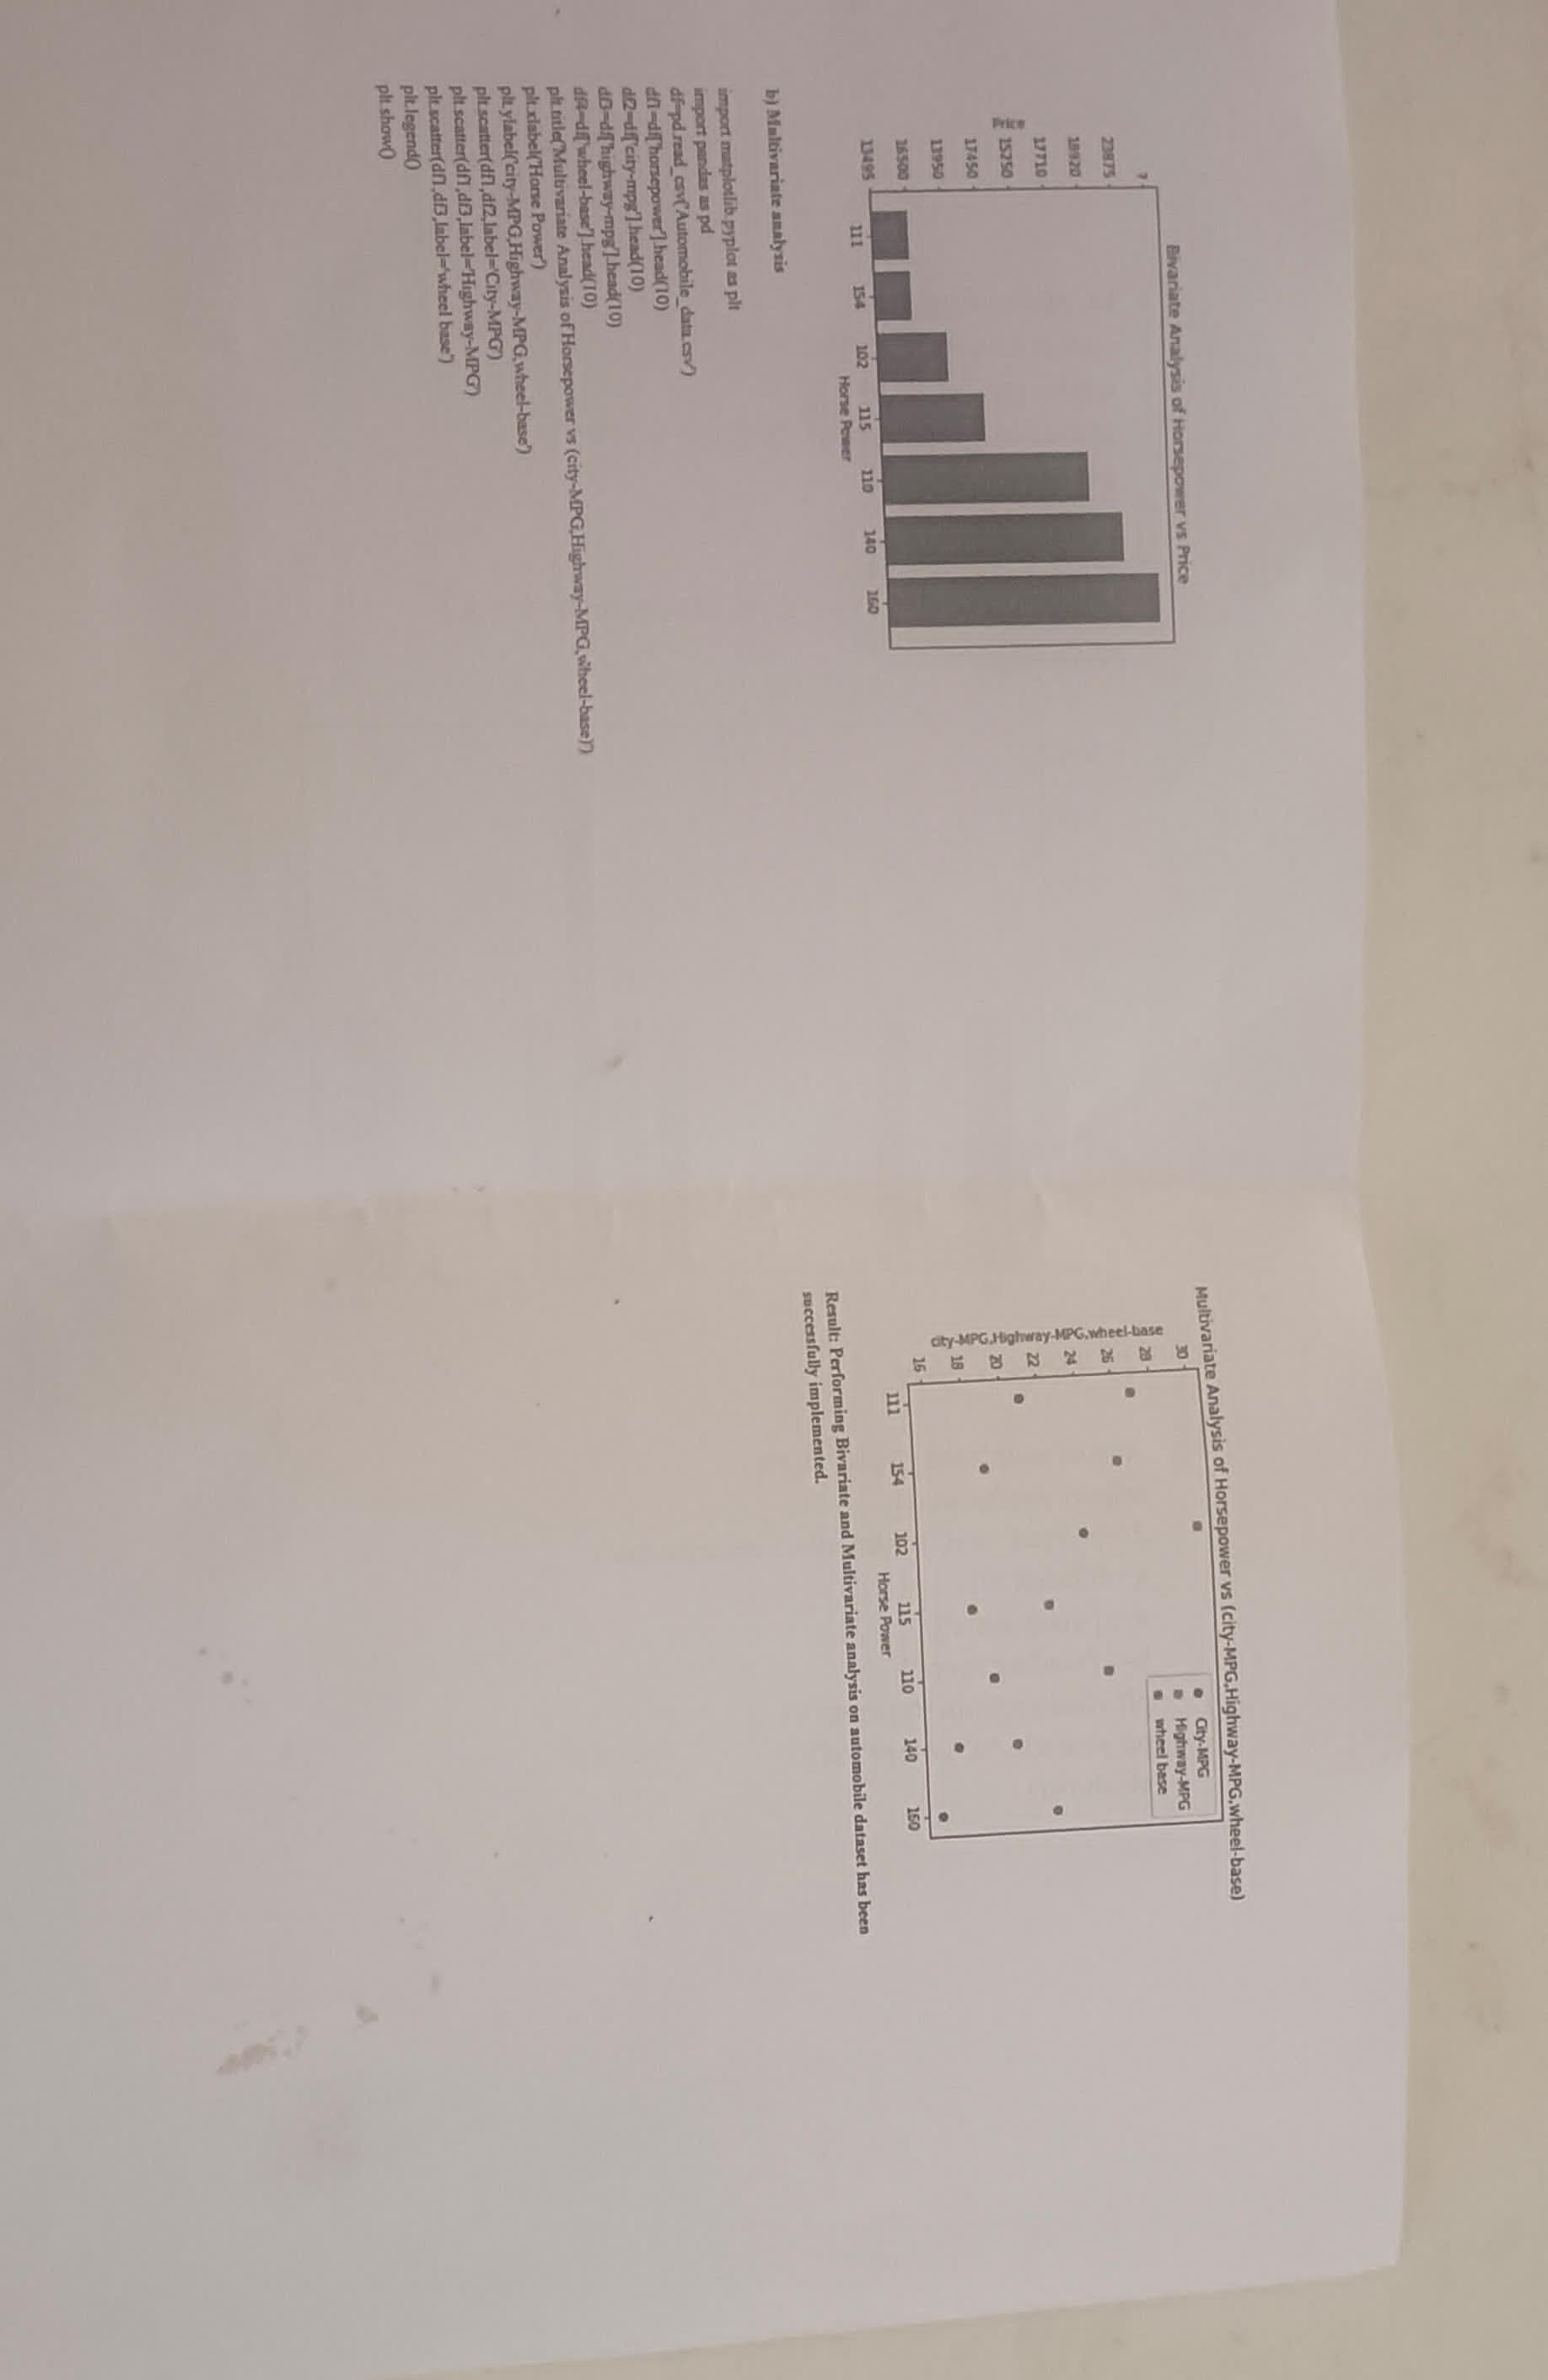 Bivariate Analysis of Horsepower vs Price
Price
?
23875
18920
17710
15250
17450
13950
16500
13495
111 154 102 115 110 140 160
Horse Power
b) Multivariate analysis
import matplotlib.pyplot as plt
import pandas as pd
df=pd.read_csv('Automobile_data.csv')
df1=df['horsepower'].head(10)
df2=df['city-mpg'].head(10)
df3=df['highway-mpg'].head(10)
df4=df['wheel-base'].head(10)
plt.title('Multivariate Analysis of Horsepower vs (city-MPG,Highway-MPG,wheel-base)')
plt.xlabel('Horse Power')
plt.ylabel('city-MPG,Highway-MPG,wheel-base')
plt.scatter(df1,df2,label='City-MPG')
plt.scatter(df1,df3,label='Highway-MPG')
plt.scatter(df1,df3,label='wheel base')
plt.legend()
plt.show()
Multivariate Analysis of Horsepower vs (city-MPG,Highway-MPG,wheel-base)
city-MPG,Highway-MPG,wheel-base
30
28
26
24
22
20
18
16
City-MPG
Highway-MPG
wheel base
111 154 102 115 110 140 160
Horse Power
Result: Performing Bivariate and Multivariate analysis on automobile dataset has been
successfully implemented.